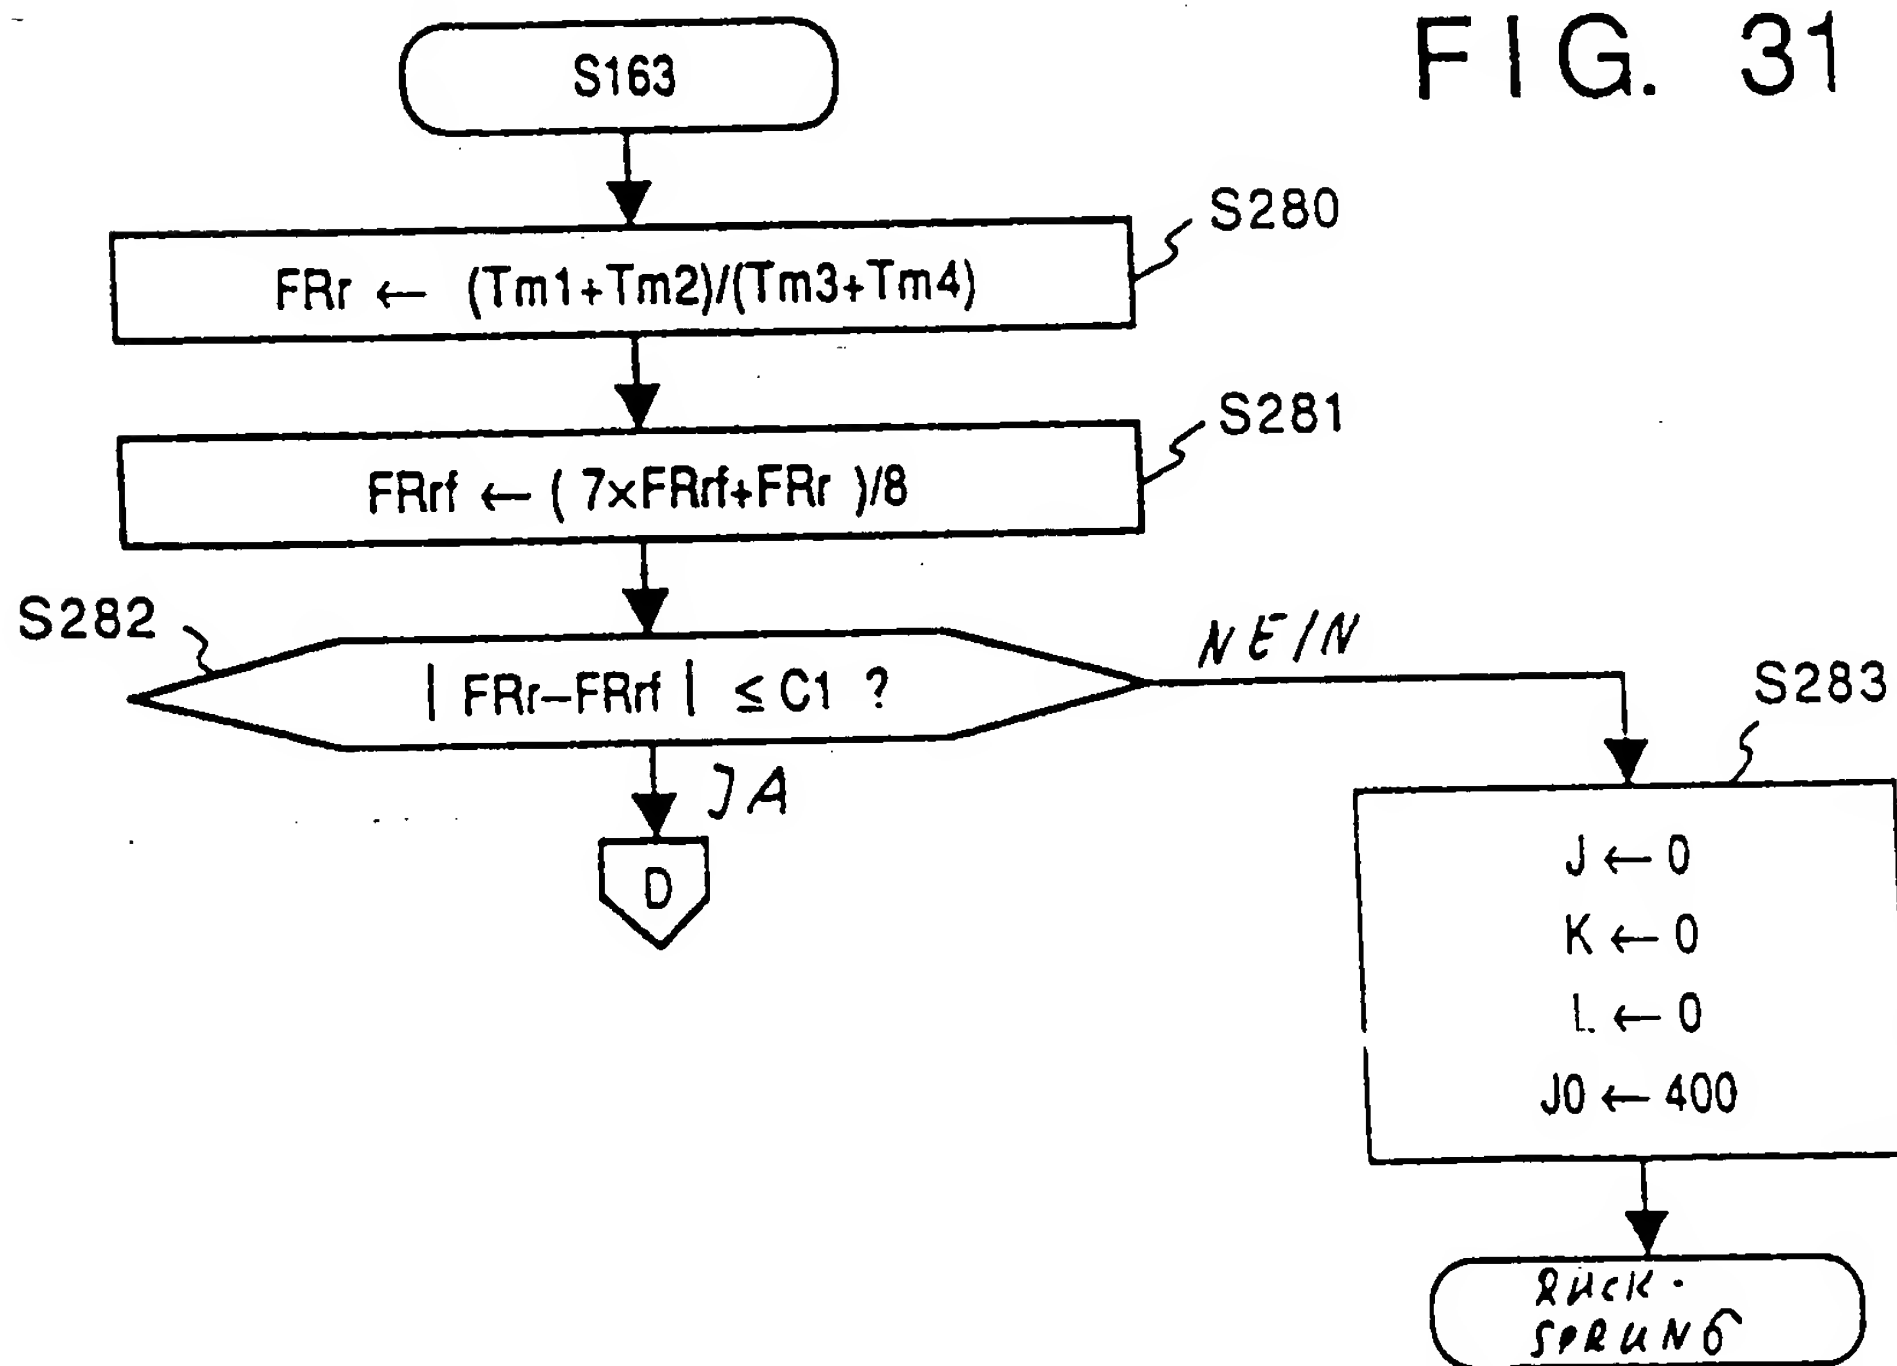 FIG. 31
S163
S280
FRr ← (Tm1+Tm2)/(Tm3+Tm4)
S281
FRrf ← ( 7×FRrf+FRr )/8
S282
| FRr–FRrf | ≤ C1 ?
NEIN
JA
D
S283
J ← 0
K ← 0
L ← 0
J0 ← 400
RUCK-
SPRUNG